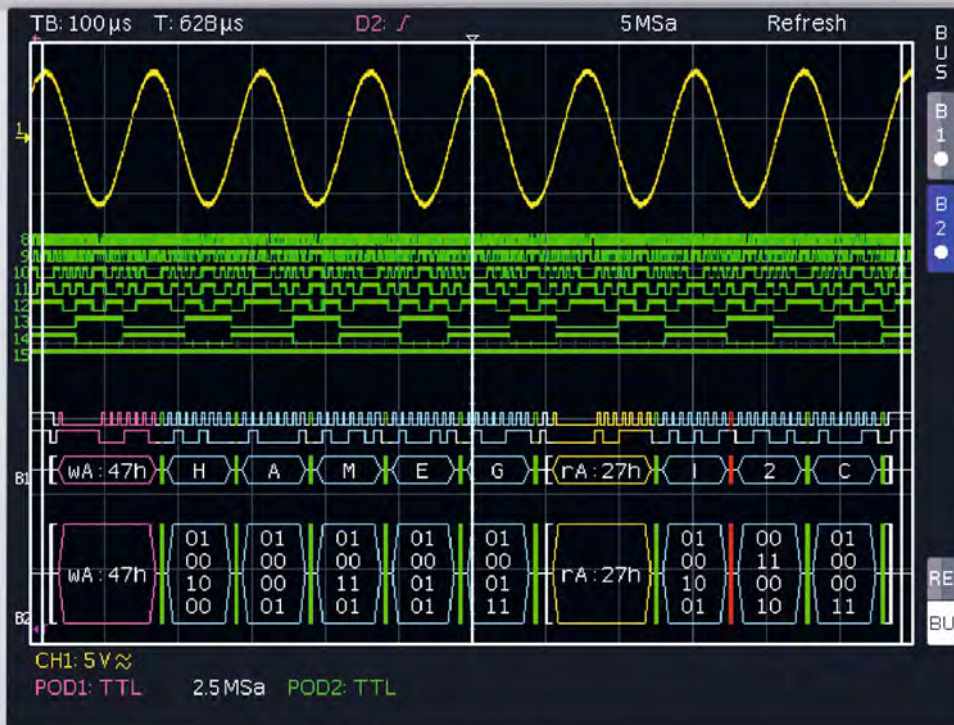 TB: 100µs T: 628µs D2: 5MSa Refresh
BUS
B1
B2
1
8
9
10
11
12
13
14
15
B1 wA:47h H A M E G rA:27h I 2 C
B2 wA:47h 01 00 10 00 01 00 00 01 01 00 11 01 01 00 01 01 01 00 01 11 rA:27h 01 00 10 01 00 11 00 10 01 00 00 11
RE
BU
CH1: 5V
POD1: TTL 2.5MSa POD2: TTL